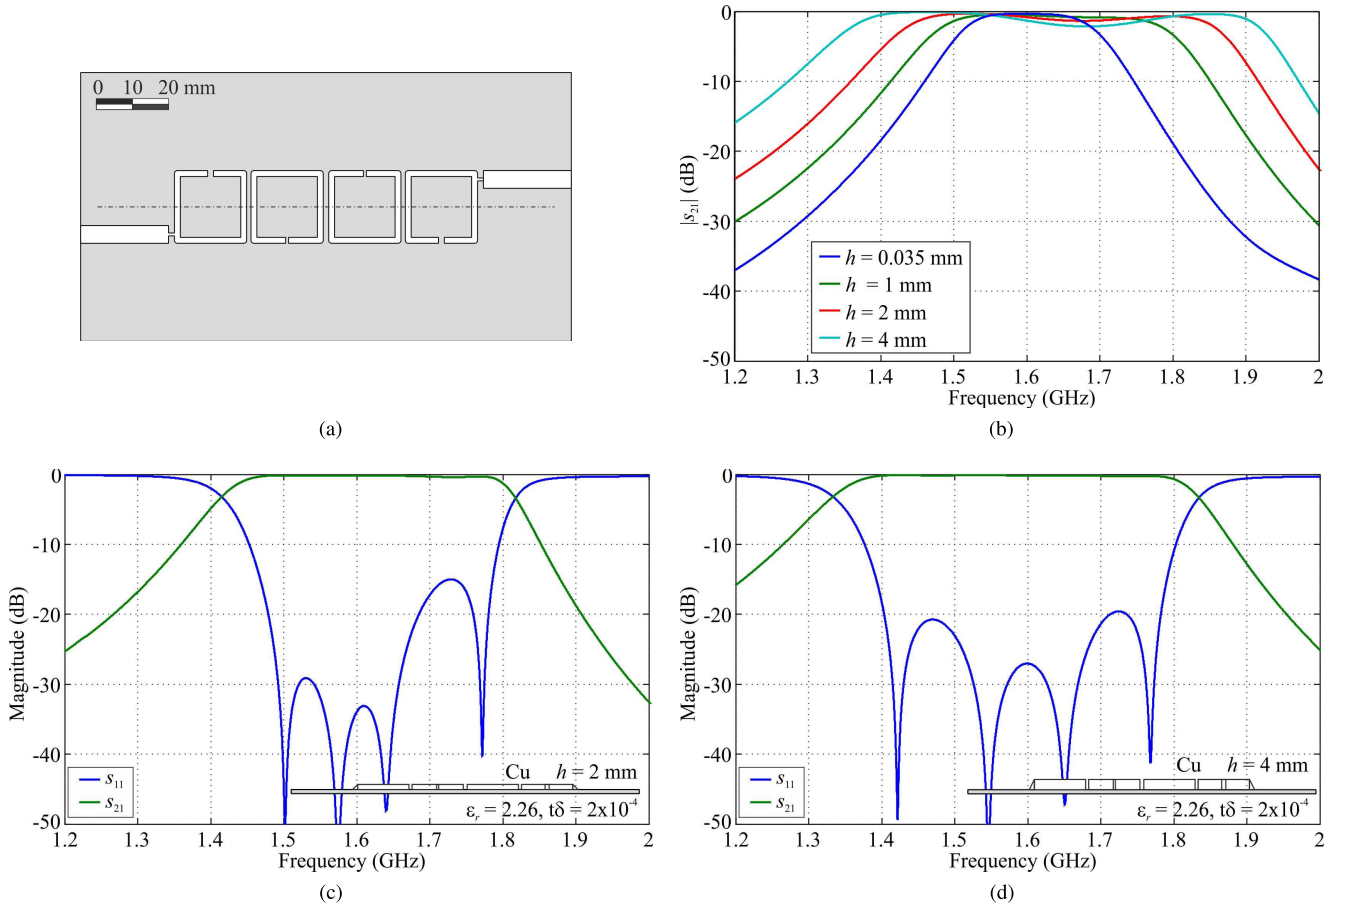 0 10 20 mm
(a)
0
-10
-20
-30
-40
-50
|s₂₁| (dB)
h = 0.035 mm
h = 1 mm
h = 2 mm
h = 4 mm
1.2 1.3 1.4 1.5 1.6 1.7 1.8 1.9 2
Frequency (GHz)
(b)
0
-10
-20
-30
-40
-50
Magnitude (dB)
s₁₁
s₂₁
Cu h = 2 mm
εᵣ = 2.26, tδ = 2x10⁻⁴
1.2 1.3 1.4 1.5 1.6 1.7 1.8 1.9 2
Frequency (GHz)
(c)
0
-10
-20
-30
-40
-50
Magnitude (dB)
s₁₁
s₂₁
Cu h = 4 mm
εᵣ = 2.26, tδ = 2x10⁻⁴
1.2 1.3 1.4 1.5 1.6 1.7 1.8 1.9 2
Frequency (GHz)
(d)